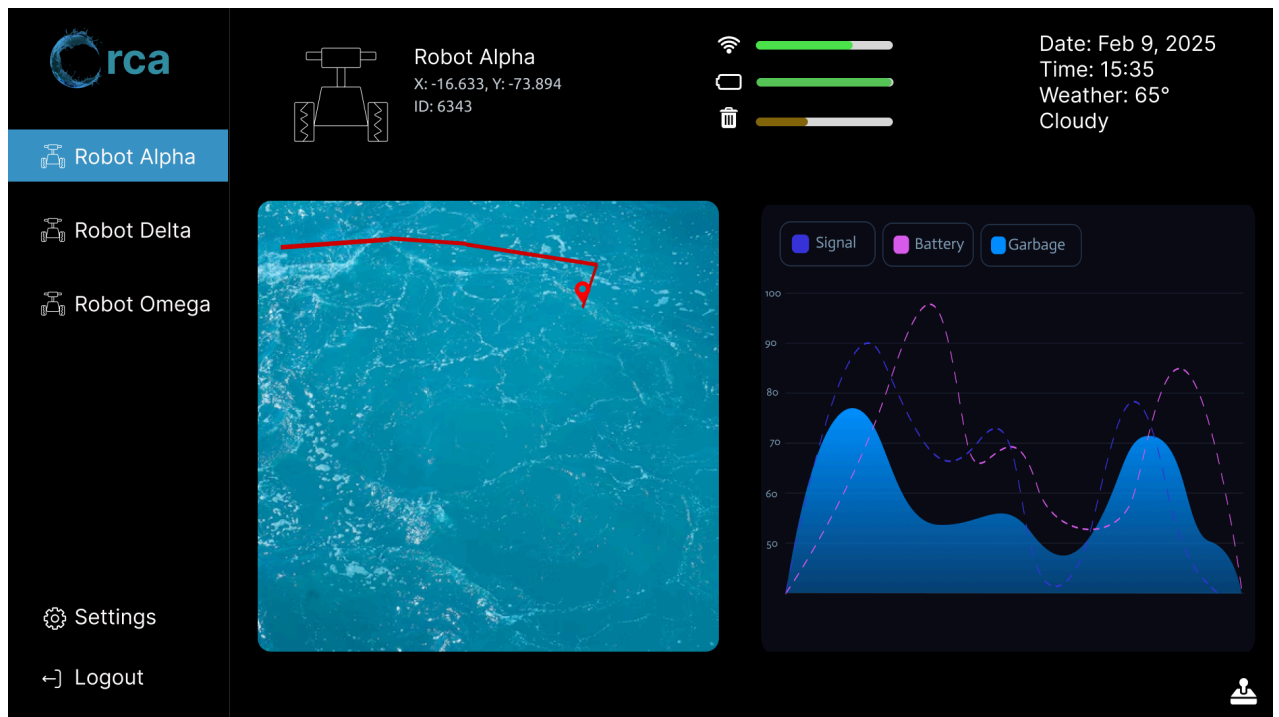 Orca
Robot Alpha
Robot Delta
Robot Omega
Settings
Logout
Robot Alpha
X: -16.633, Y: -73.894
ID: 6343
Date: Feb 9, 2025
Time: 15:35
Weather: 65°
Cloudy
Signal
Battery
Garbage
100
90
80
70
60
50